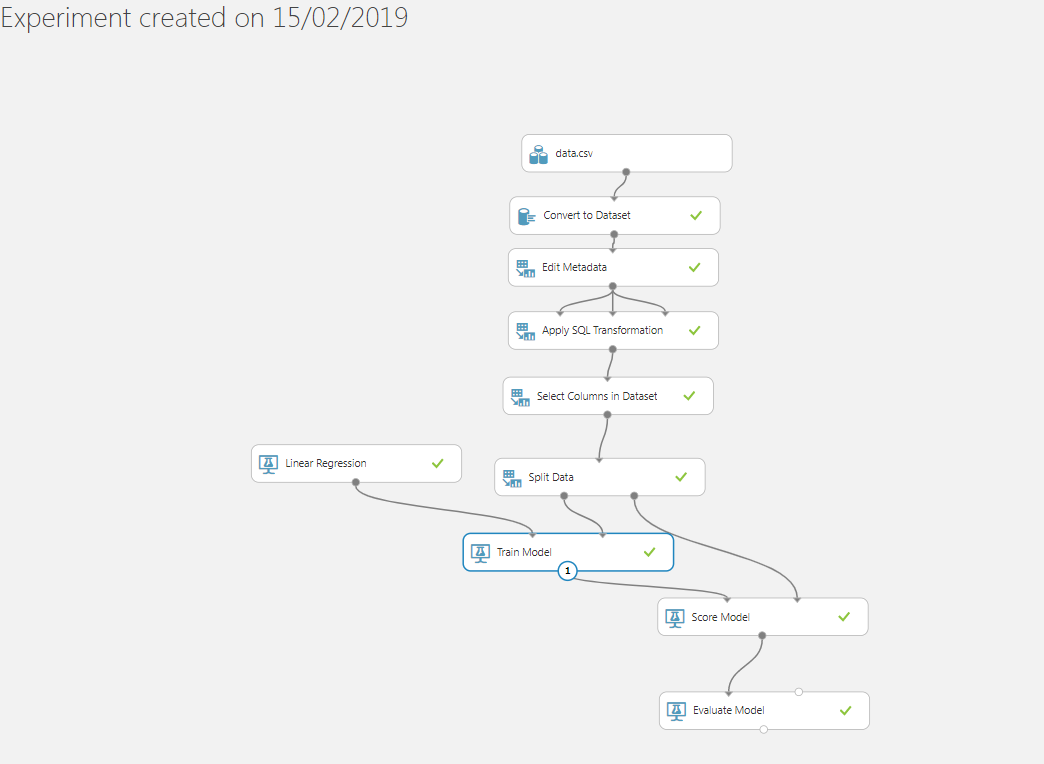 Experiment created on 15/02/2019
data.csv
Convert to Dataset
Edit Metadata
Apply SQL Transformation
Select Columns in Dataset
Linear Regression
Split Data
Train Model
1
Score Model
Evaluate Model